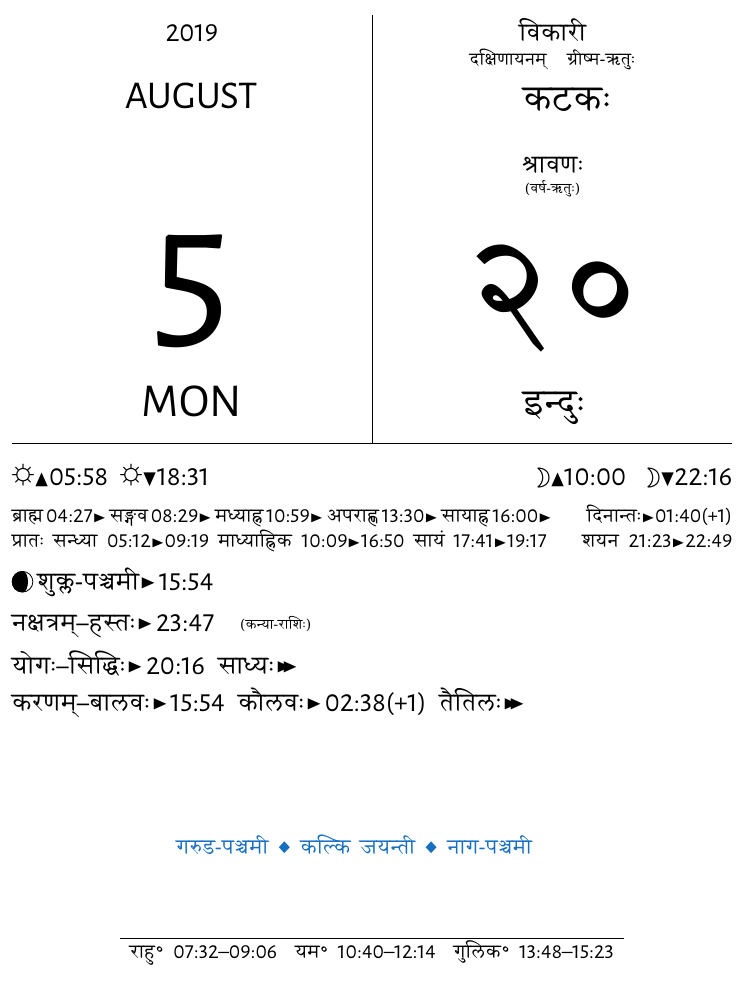 2019
AUGUST
5
MON
विकारी
दक्षिणायनम् ग्रीष्म-ऋतुः
कटकः
श्रावणः
(वर्ष-ऋतुः)
२०
इन्दुः
☼▲05:58 ☼▼18:31 ☽▲10:00 ☽▼22:16
ब्राह्म 04:27► सङ्गव 08:29► मध्याह्न 10:59► अपराह्ण 13:30► सायाह्न 16:00► दिनान्तः►01:40(+1)
प्रातः सन्ध्या 05:12►09:19 माध्याह्निक 10:09►16:50 सायं 17:41►19:17 शयन 21:23►22:49
शुक्ल-पञ्चमी►15:54
नक्षत्रम्–हस्तः►23:47 (कन्या-राशिः)
योगः–सिद्धिः►20:16 साध्यः►►
करणम्–बालवः►15:54 कौलवः►02:38(+1) तैतिलः►►
गरुड-पञ्चमी ◆ कल्कि जयन्ती ◆ नाग-पञ्चमी
राहु° 07:32–09:06 यम° 10:40–12:14 गुलिक° 13:48–15:23